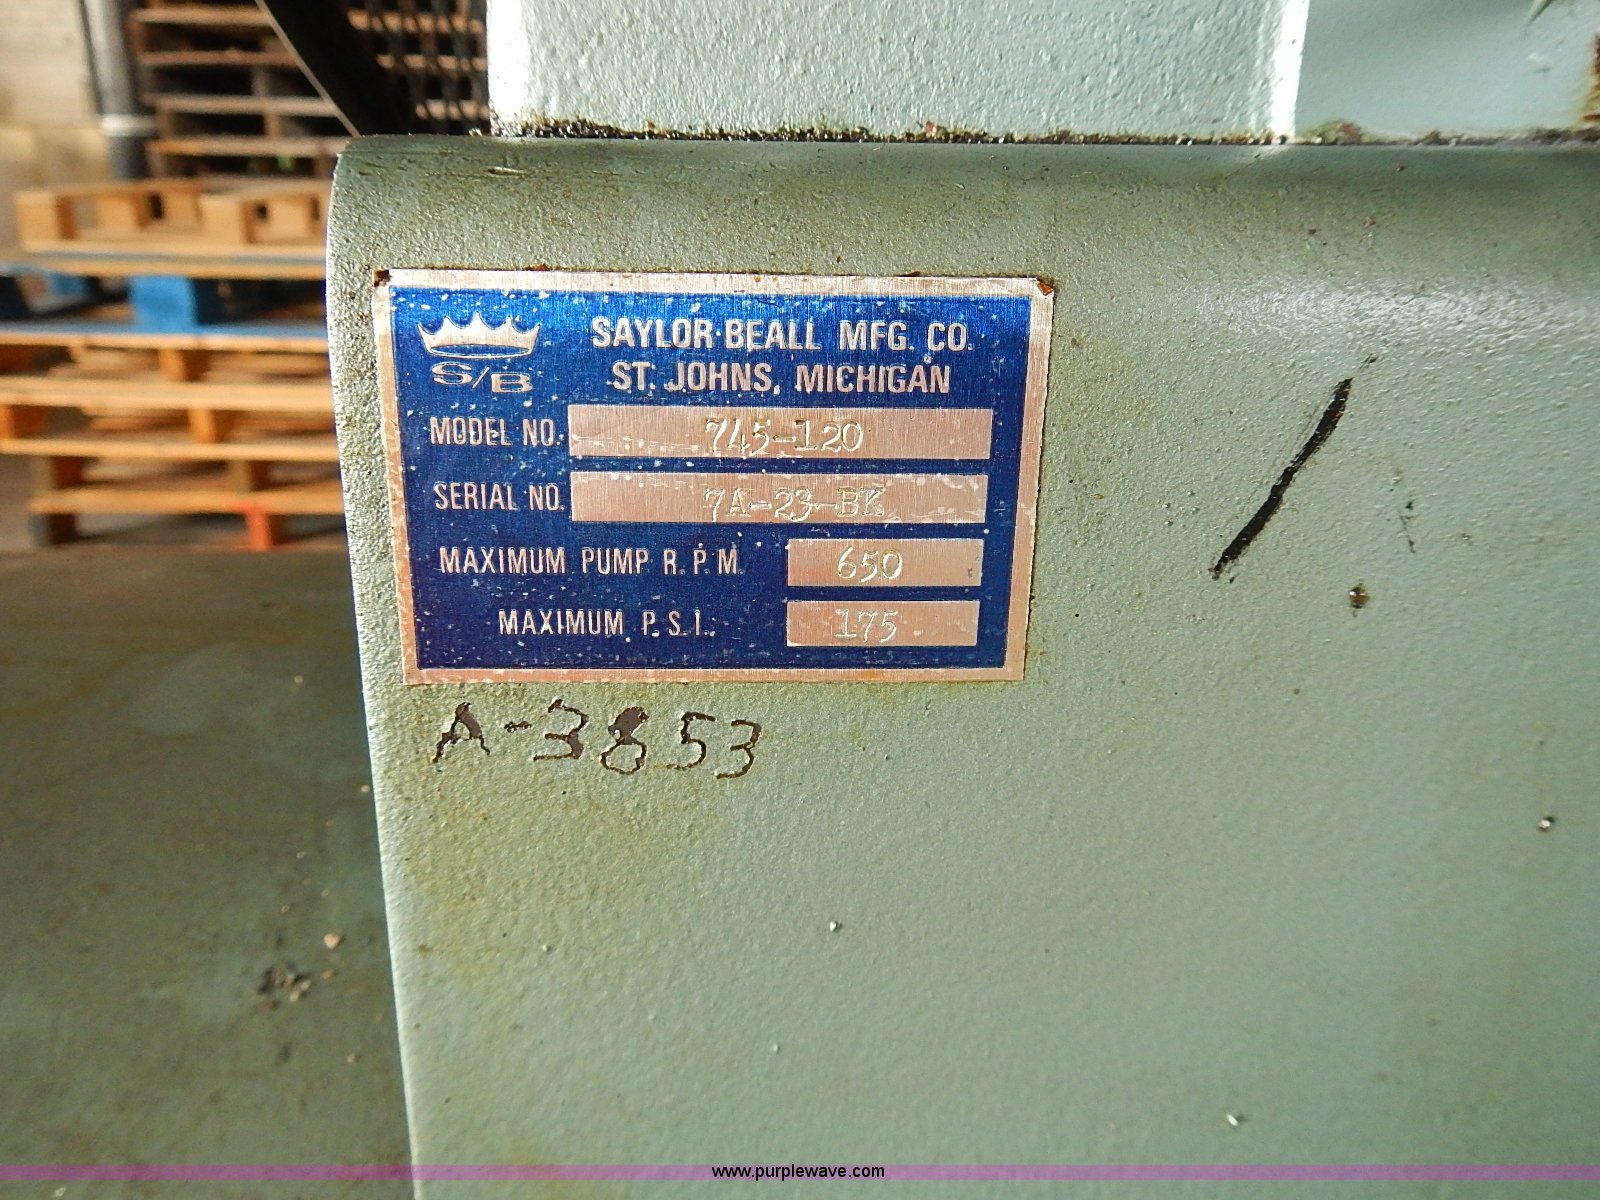 SAYLOR·BEALL MFG. CO.
ST. JOHNS, MICHIGAN
S/B
MODEL NO. 745-120
SERIAL NO. 7A-23-BK
MAXIMUM PUMP R.P.M. 650
MAXIMUM P.S.I. 175
A-3853
www.purplewave.com